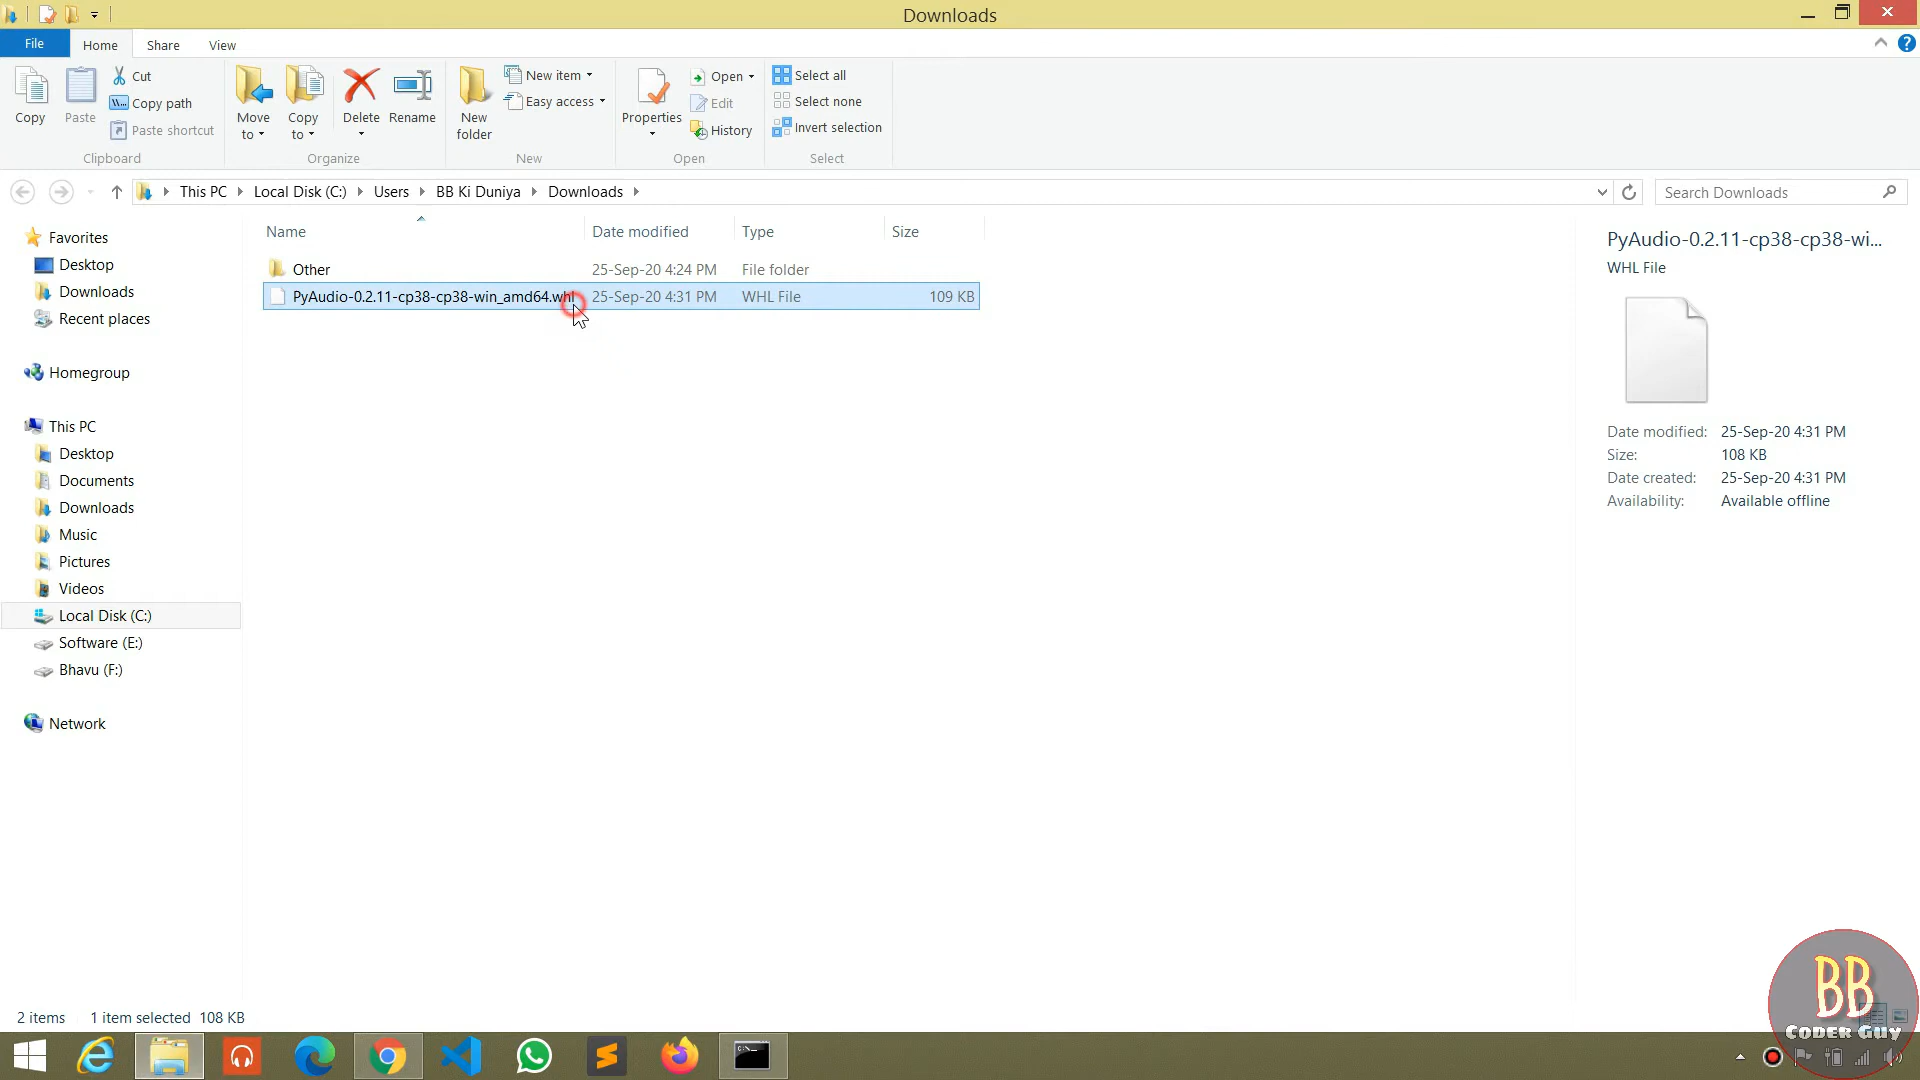 Downloads
File
Home
Share
View
Copy
Paste
Cut
Copy path
Paste shortcut
Clipboard
Move to
Copy to
Delete
Rename
Organize
New folder
New item
Easy access
New
Properties
Open
Edit
History
Open
Select all
Select none
Invert selection
Select
This PC
Local Disk (C:)
Users
BB Ki Duniya
Downloads
Search Downloads
Favorites
Desktop
Downloads
Recent places
Homegroup
This PC
Desktop
Documents
Downloads
Music
Pictures
Videos
Local Disk (C:)
Software (E:)
Bhavu (F:)
Network
Name Date modified Type Size
Other 25-Sep-20 4:24 PM File folder
PyAudio-0.2.11-cp38-cp38-win_amd64.whl 25-Sep-20 4:31 PM WHL File 109 KB
PyAudio-0.2.11-cp38-cp38-wi...
WHL File
Date modified: 25-Sep-20 4:31 PM
Size: 108 KB
Date created: 25-Sep-20 4:31 PM
Availability: Available offline
2 items 1 item selected 108 KB
BB
CODER GUY